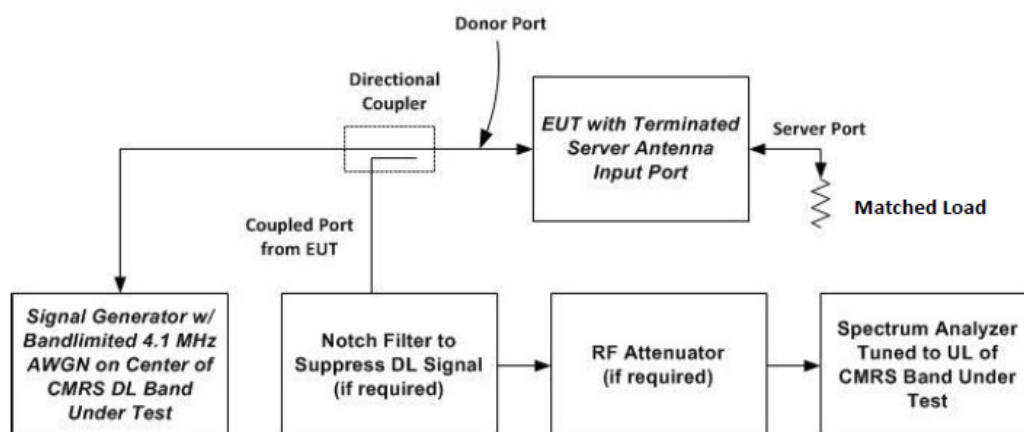 Donor Port
Directional
Coupler
EUT with Terminated
Server Antenna
Input Port
Server Port
Matched Load
Coupled Port
from EUT
Signal Generator w/
Bandlimited 4.1 MHz
AWGN on Center of
CMRS DL Band
Under Test
Notch Filter to
Suppress DL Signal
(if required)
RF Attenuator
(if required)
Spectrum Analyzer
Tuned to UL of
CMRS Band Under
Test